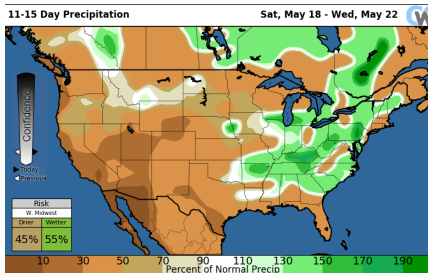 11-15 Day Precipitation
Sat, May 18 - Wed, May 22
CW
Confidence
Today
Previous
Risk
W. Midwest
Drier Wetter
45% 55%
10 30 50 70 90 110 130 150 170 190
Percent of Normal Precip